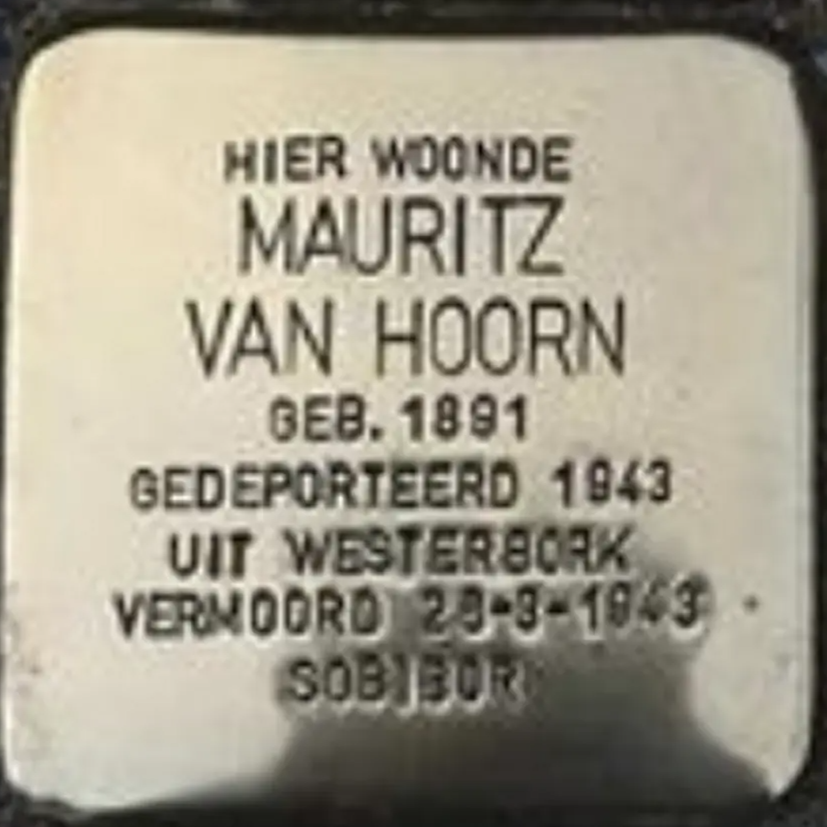 HIER WOONDE
MAURITZ
VAN HOORN
GEB. 1891
GEDEPORTEERD 1943
UIT WESTERBORK
VERMOORD
SOBIBOR